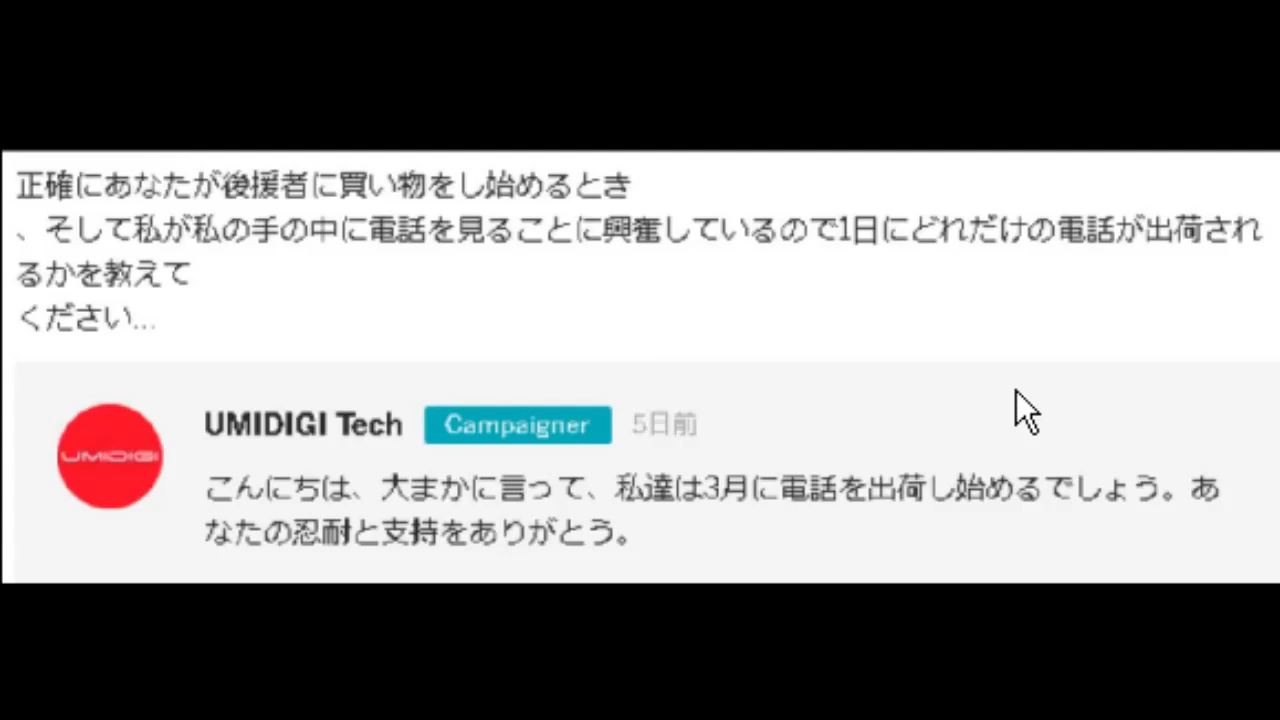 正確にあなたが後援者に買い物をし始めるとき
、そして私が私の手の中に電話を見ることに興奮しているので1日にどれだけの電話が出荷され
るかを教えて
ください...
UMIDIGI
UMIDIGI Tech Campaigner 5日前
こんにちは、大まかに言って、私達は3月に電話を出荷し始めるでしょう。あ
なたの忍耐と支持をありがとう。